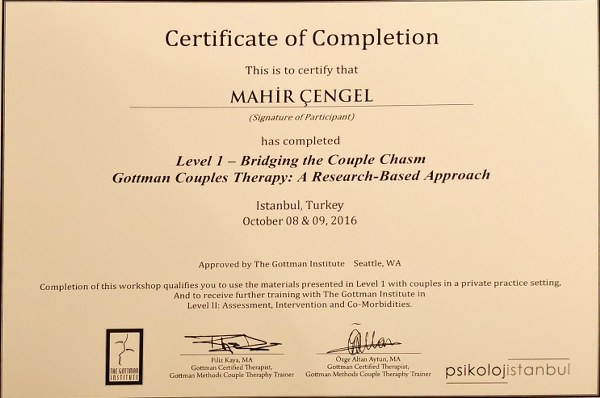 Certificate of Completion
This is to certify that
MAHİR ÇENGEL
(Signature of Participant)
has completed
Level 1 – Bridging the Couple Chasm
Gottman Couples Therapy: A Research-Based Approach
Istanbul, Turkey
October 08 & 09, 2016
Approved by The Gottman Institute Seattle, WA
Completion of this workshop qualifies you to use the materials presented in Level 1 with couples in a private practice setting,
And to receive further training with The Gottman Institute in
Level II: Assessment, Intervention and Co-Morbidities.
THE GOTTMAN
INSTITUTE
Filiz Kaya, MA
Gottman Certified Therapist,
Gottman Methods Couple Theraphy Trainer
Özge Altan Aytun, MA
Gottman Certified Therapist,
Gottman Methods Couple Theraphy Trainer
psikolojistanbul